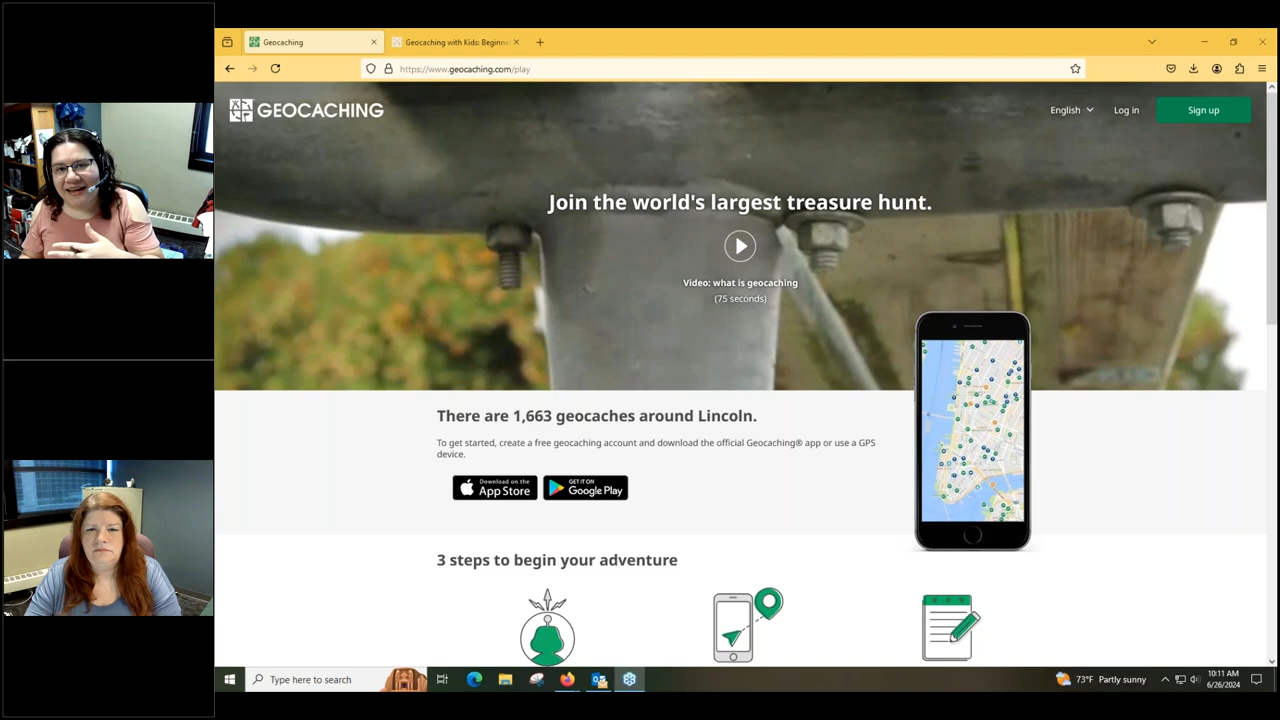 Geocaching
Geocaching with Kids: Beginne
https://www.geocaching.com/play
GEOCACHING
English
Log in
Sign up
Join the world's largest treasure hunt.
Video: what is geocaching
(75 seconds)
There are 1,663 geocaches around Lincoln.
To get started, create a free geocaching account and download the official Geocaching® app or use a GPS
device.
Download on the
App Store
GET IT ON
Google Play
3 steps to begin your adventure
Type here to search
73°F Partly sunny
10:11 AM
6/26/2024